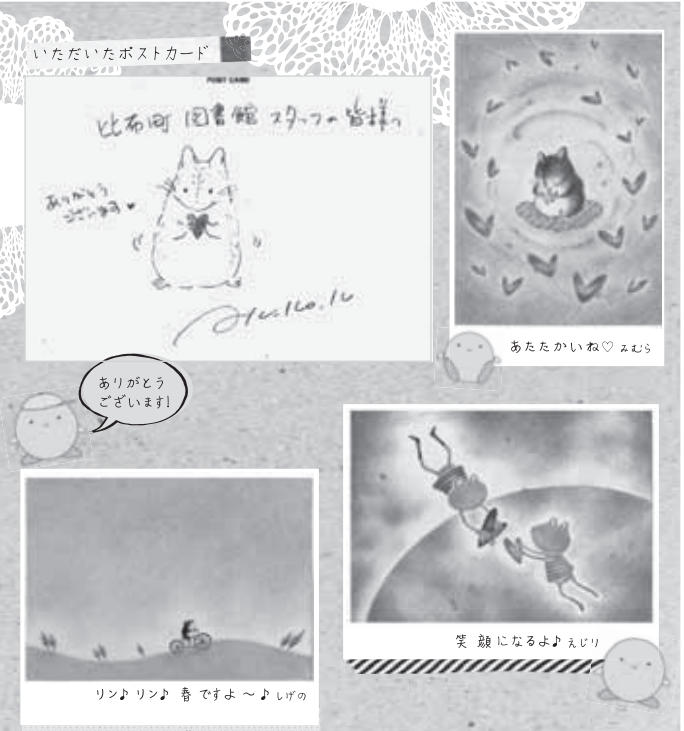 いただいたポストカード
POST CARD
比布町 図書館 スタッフの皆様へ
ありがとう
ございます♥
あたたかいね♡ みむら
ありがとう
ございます!
笑顔になるよ♪ えじり
リン♪ リン♪ 春ですよ〜♪ しげの